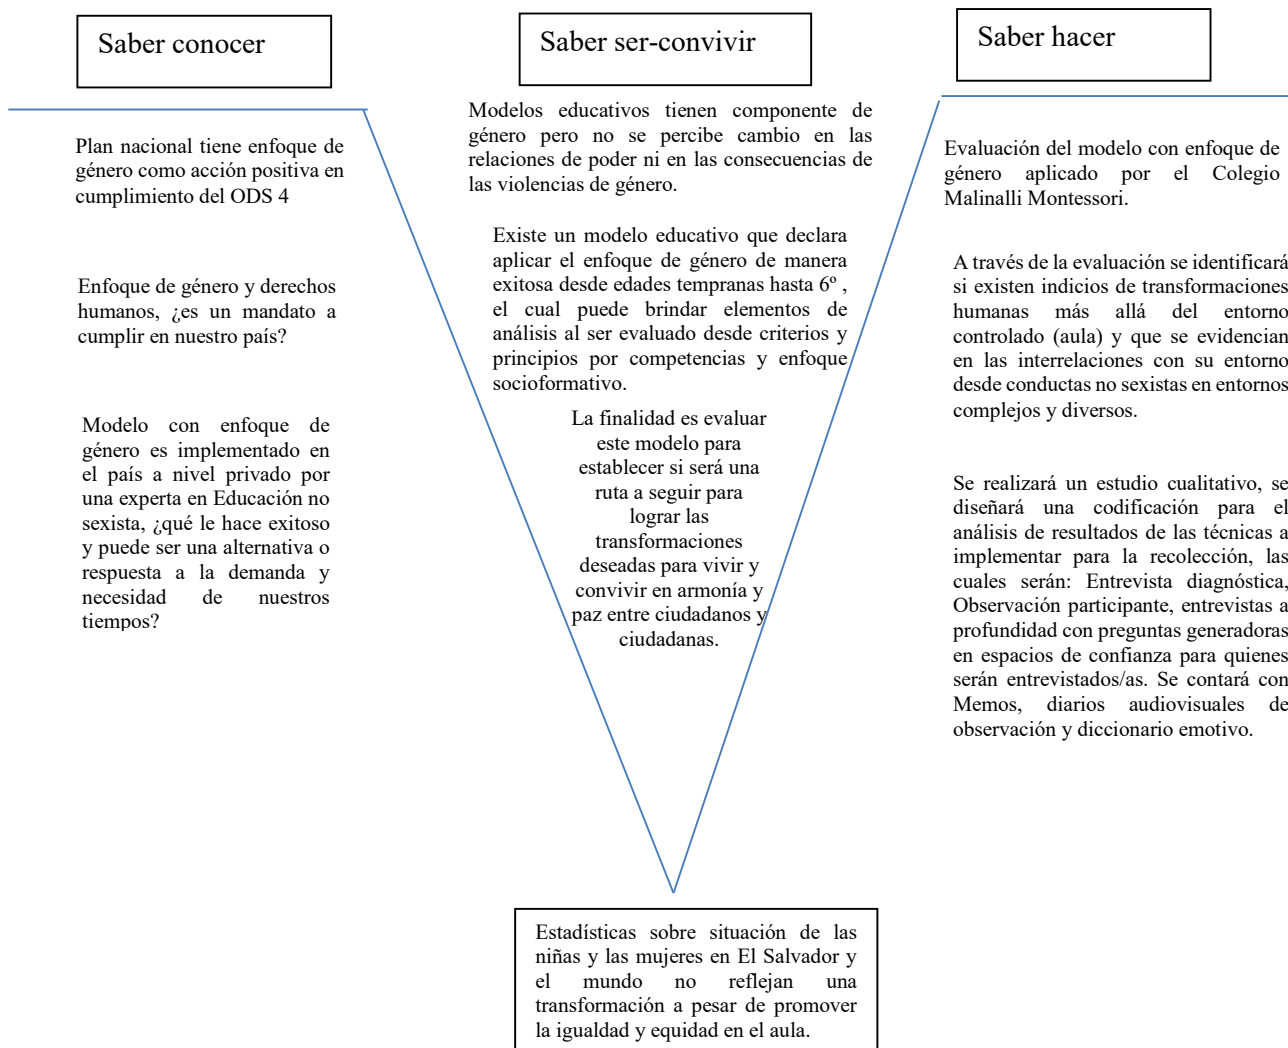 Saber conocer
Plan nacional tiene enfoque de
género como acción positiva en
cumplimiento del ODS 4
Enfoque de género y derechos
humanos, ¿es un mandato a
cumplir en nuestro país?
Modelo con enfoque de
género es implementado en
el país a nivel privado por
una experta en Educación no
sexista, ¿qué le hace exitoso
y puede ser una alternativa o
respuesta a la demanda y
necesidad de nuestros
tiempos?
Saber ser-convivir
Modelos educativos tienen componente de
género pero no se percibe cambio en las
relaciones de poder ni en las consecuencias de
las violencias de género.
Existe un modelo educativo que declara
aplicar el enfoque de género de manera
exitosa desde edades tempranas hasta 6º ,
el cual puede brindar elementos de
análisis al ser evaluado desde criterios y
principios por competencias y enfoque
socioformativo.
La finalidad es evaluar
este modelo para
establecer si será una
ruta a seguir para
lograr las
transformaciones
deseadas para vivir y
convivir en armonía y
paz entre ciudadanos y
ciudadanas.
Saber hacer
Evaluación del modelo con enfoque de
género aplicado por el Colegio
Malinalli Montessori.
A través de la evaluación se identificará
si existen indicios de transformaciones
humanas más allá del entorno
controlado (aula) y que se evidencian
en las interrelaciones con su entorno
desde conductas no sexistas en entornos
complejos y diversos.
Se realizará un estudio cualitativo, se
diseñará una codificación para el
análisis de resultados de las técnicas a
implementar para la recolección, las
cuales serán: Entrevista diagnóstica,
Observación participante, entrevistas a
profundidad con preguntas generadoras
en espacios de confianza para quienes
serán entrevistados/as. Se contará con
Memos, diarios audiovisuales de
observación y diccionario emotivo.
Estadísticas sobre situación de las
niñas y las mujeres en El Salvador y
el mundo no reflejan una
transformación a pesar de promover
la igualdad y equidad en el aula.